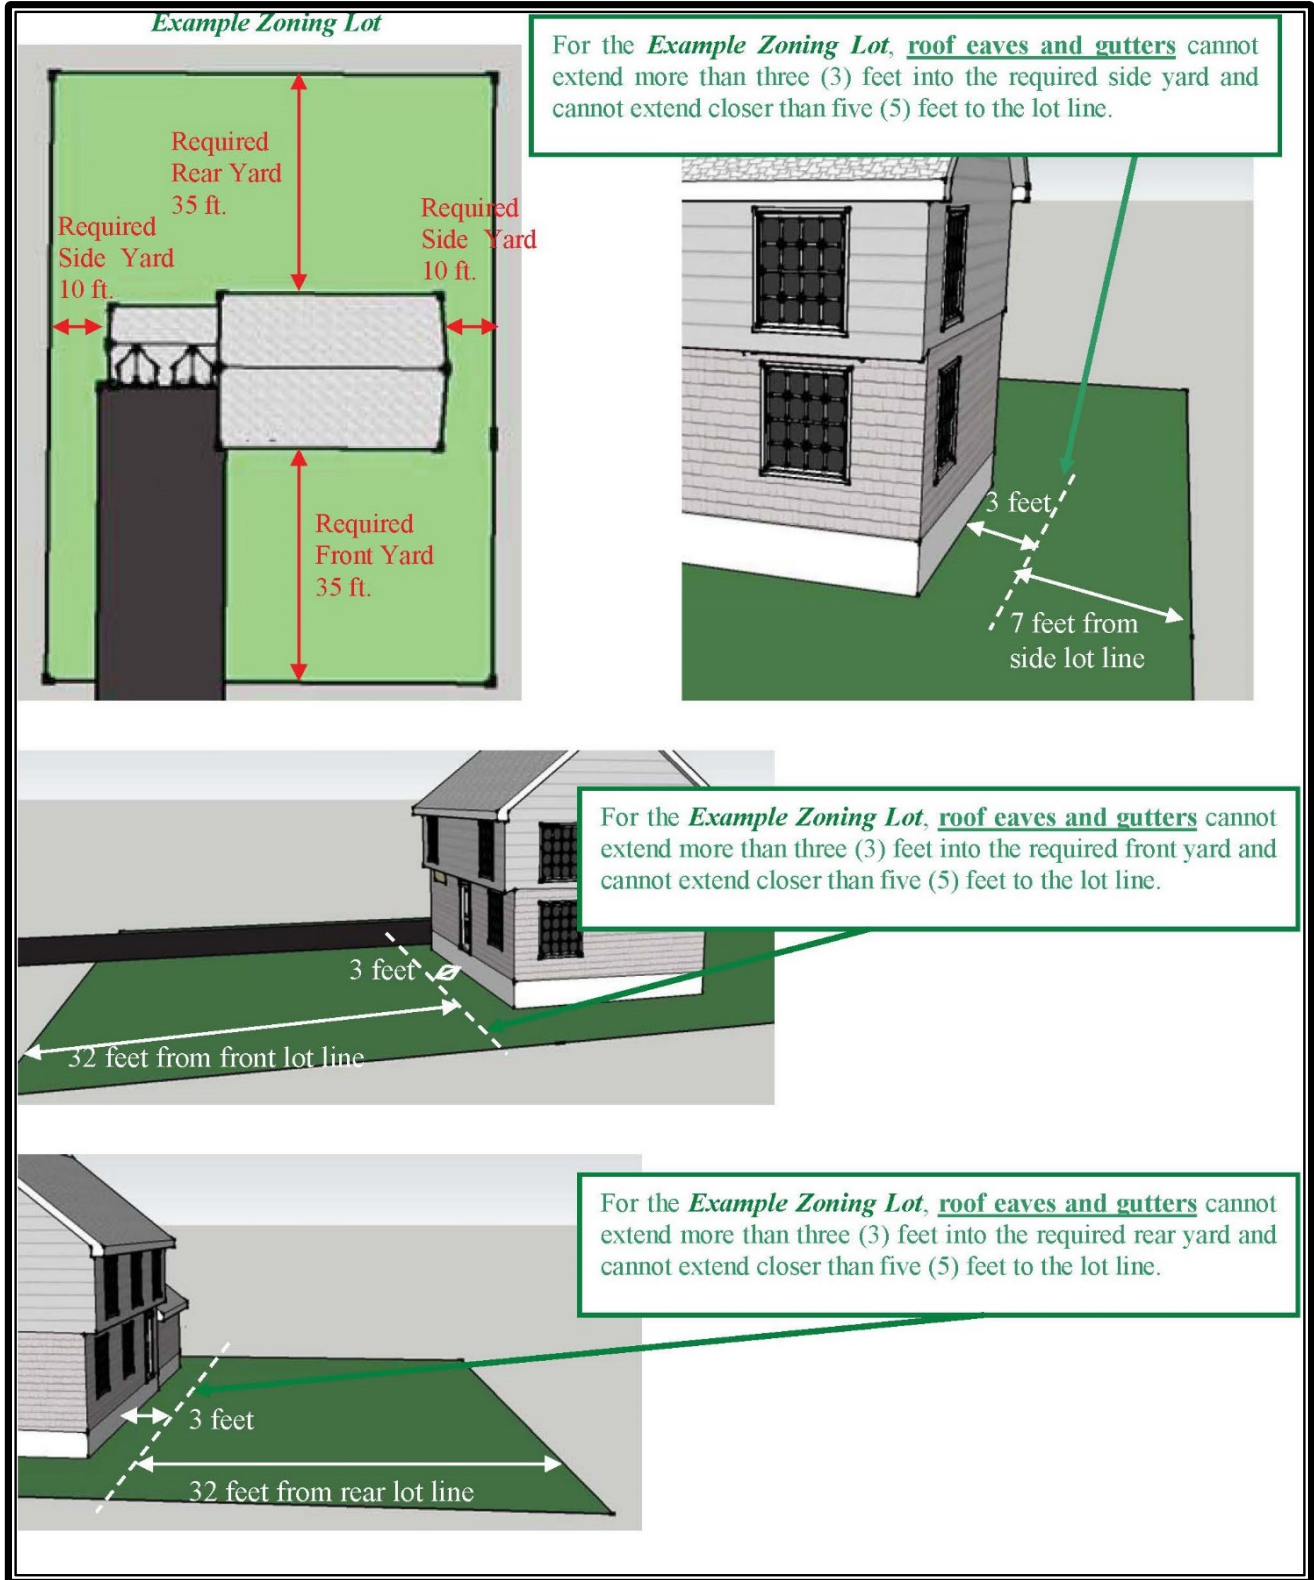 Example Zoning Lot
For the Example Zoning Lot, roof eaves and gutters cannot
extend more than three (3) feet into the required side yard and
cannot extend closer than five (5) feet to the lot line.
Required
Rear Yard
35 ft.
Required
Side Yard
10 ft.
Required
Side Yard
10 ft.
Required
Front Yard
35 ft.
3 feet
7 feet from
side lot line
For the Example Zoning Lot, roof eaves and gutters cannot
extend more than three (3) feet into the required front yard and
cannot extend closer than five (5) feet to the lot line.
3 feet
32 feet from front lot line
For the Example Zoning Lot, roof eaves and gutters cannot
extend more than three (3) feet into the required rear yard and
cannot extend closer than five (5) feet to the lot line.
3 feet
32 feet from rear lot line